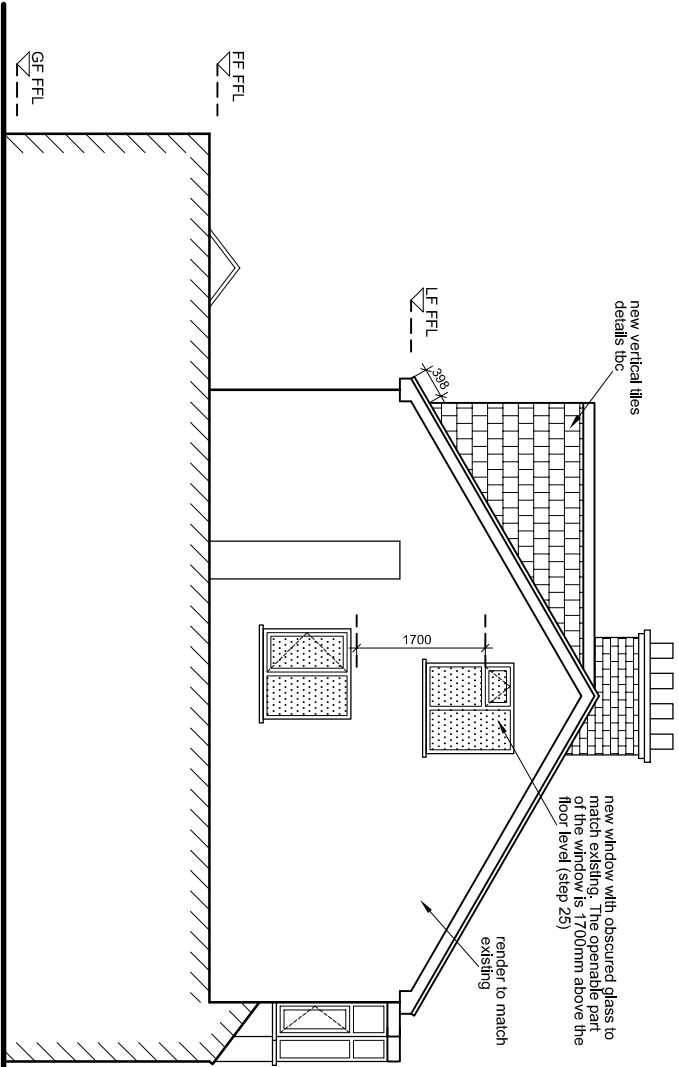 new vertical tiles
details tbc
new window with obscured glass to
match existing. The openable part
of the window is 1700mm above the
floor level (step 25)
398
LF FFL
1700
render to match
existing
FF FFL
GF FFL